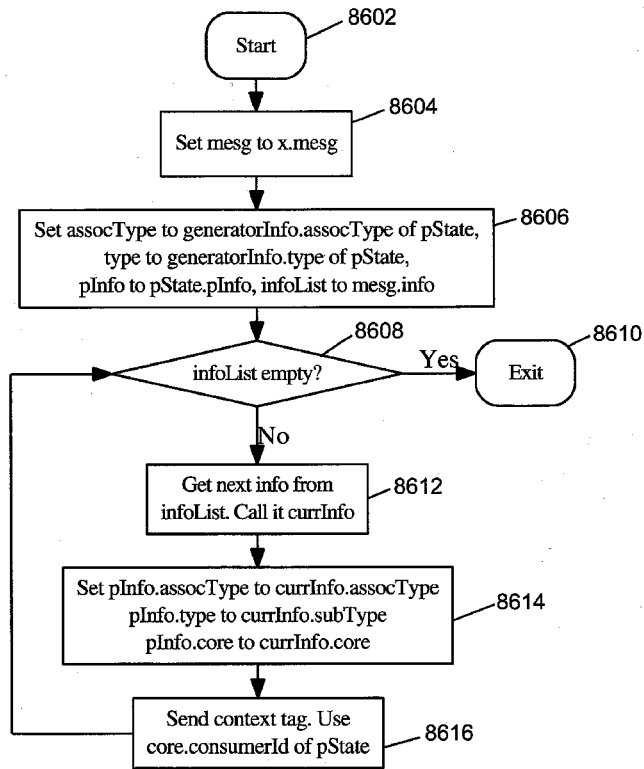 Start
8602
Set mesg to x.mesg
8604
Set assocType to generatorInfo.assocType of pState,
type to generatorInfo.type of pState,
pInfo to pState.pInfo, infoList to mesg.info
8606
infoList empty?
8608
Yes
Exit
8610
No
Get next info from
infoList. Call it currInfo
8612
Set pInfo.assocType to currInfo.assocType
pInfo.type to currInfo.subType
pInfo.core to currInfo.core
8614
Send context tag. Use
core.consumerId of pState
8616